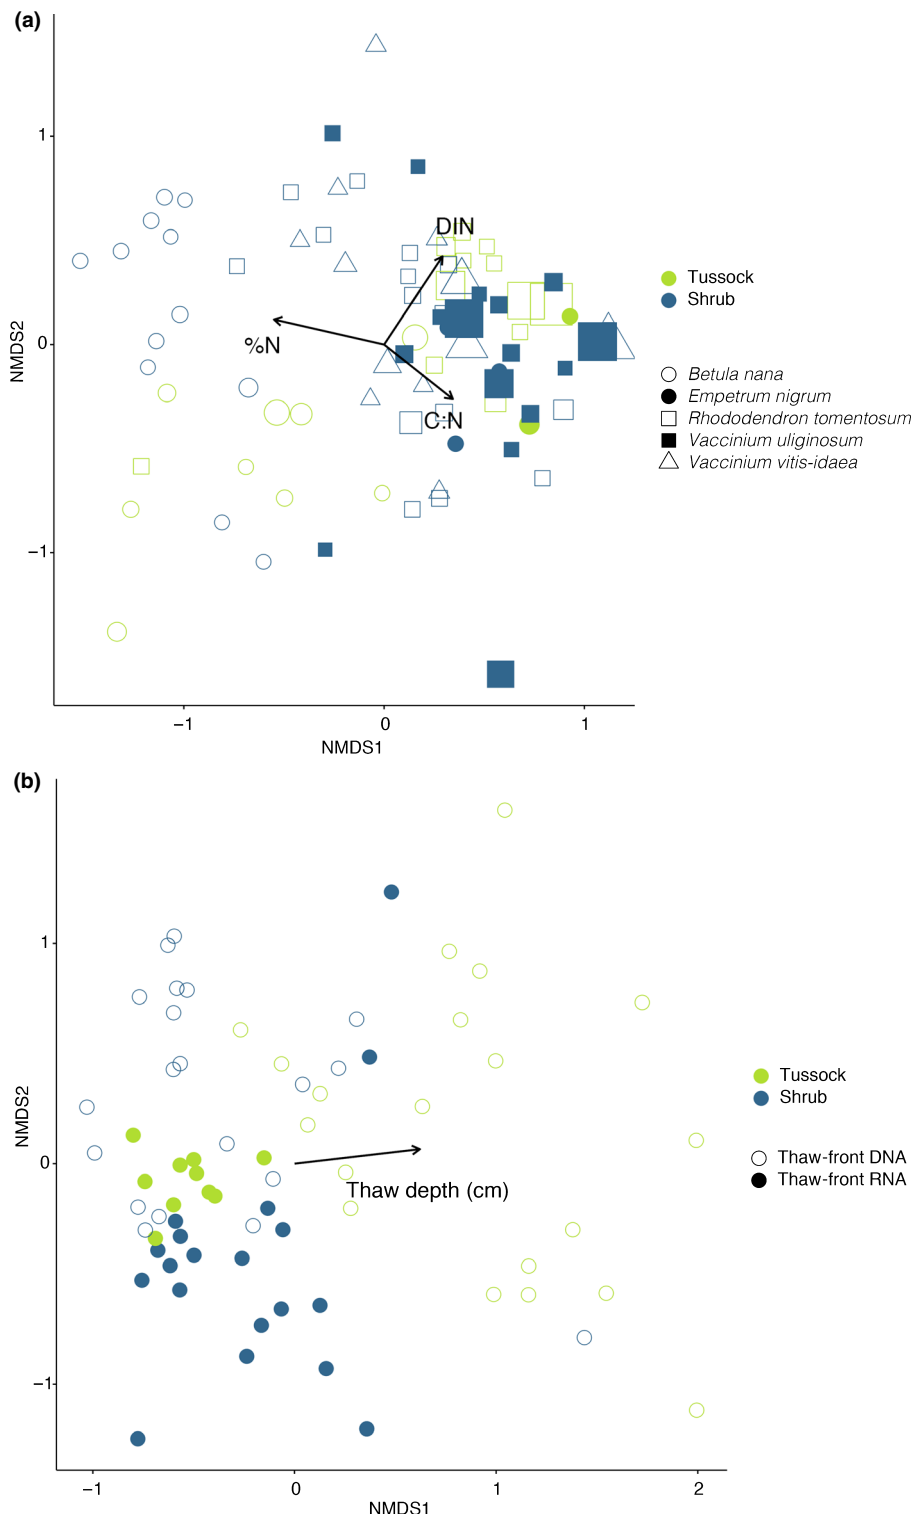 (a)
1
0
−1
NMDS2
DIN
%N
C:N
−1
0
1
NMDS1
Tussock
Shrub
Betula nana
Empetrum nigrum
Rhododendron tomentosum
Vaccinium uliginosum
Vaccinium vitis-idaea
(b)
1
0
−1
NMDS2
Thaw depth (cm)
−1
0
1
2
NMDS1
Tussock
Shrub
Thaw-front DNA
Thaw-front RNA